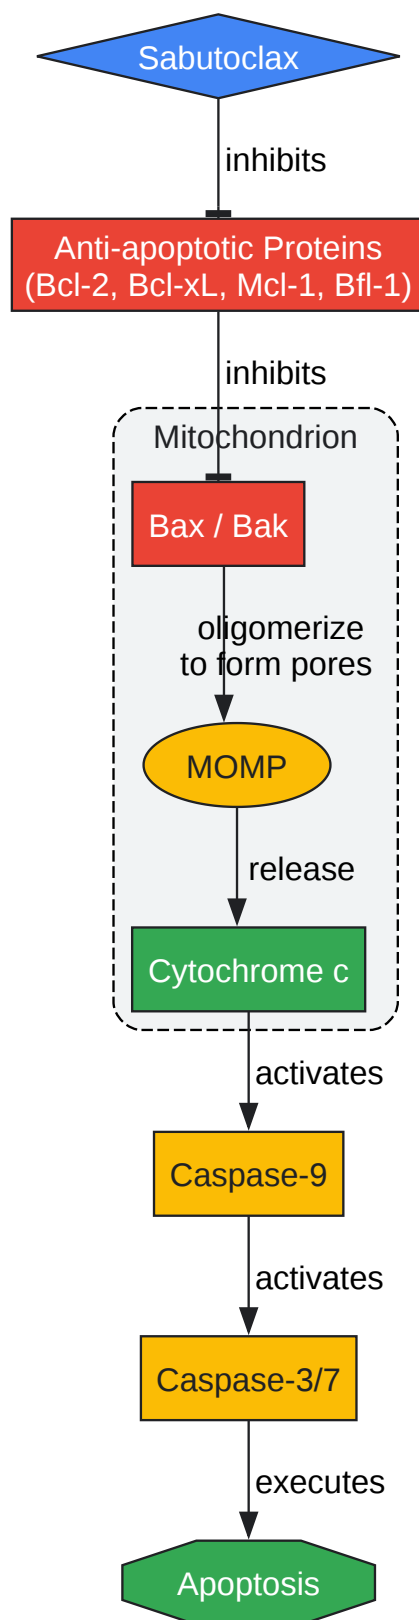 Sabutoclax
inhibits
Anti-apoptotic Proteins
(Bcl-2, Bcl-xL, Mcl-1, Bfl-1)
inhibits
Mitochondrion
Bax / Bak
oligomerize
to form pores
MOMP
release
Cytochrome c
activates
Caspase-9
activates
Caspase-3/7
executes
Apoptosis